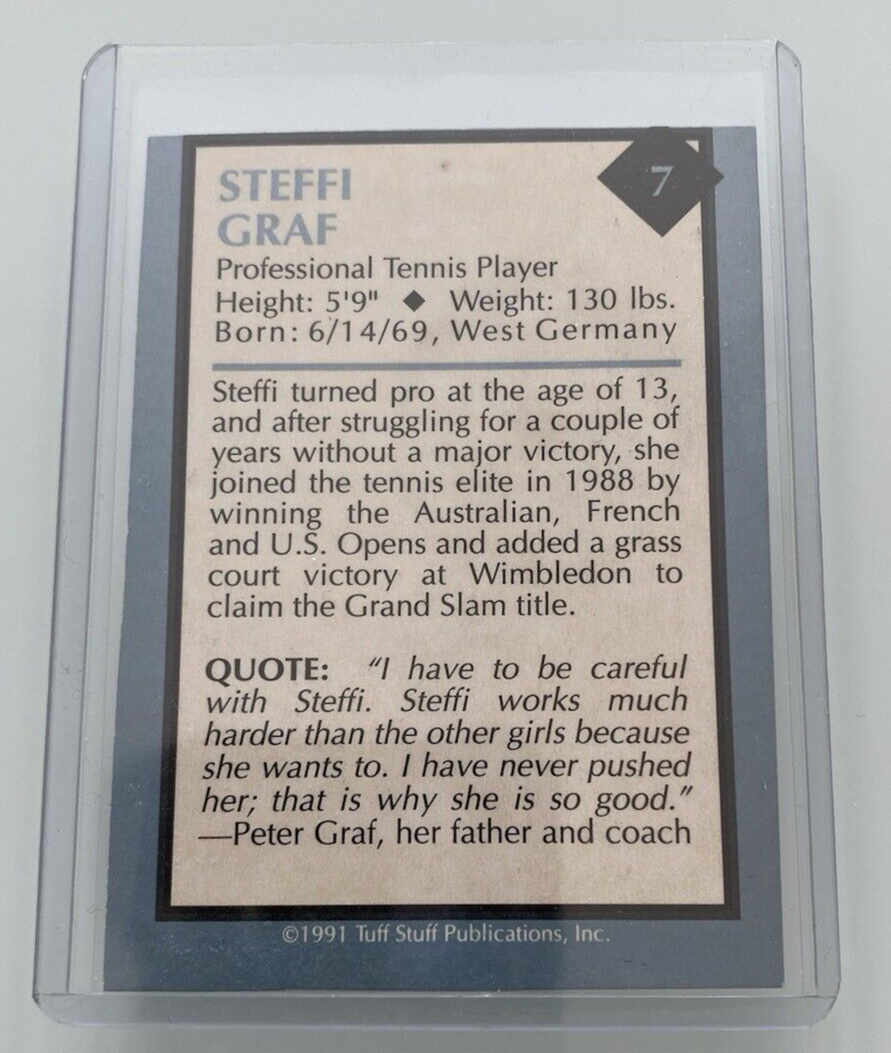 STEFFI
GRAF
7
Professional Tennis Player
Height: 5'9" ◆ Weight: 130 lbs.
Born: 6/14/69, West Germany
Steffi turned pro at the age of 13,
and after struggling for a couple of
years without a major victory, she
joined the tennis elite in 1988 by
winning the Australian, French
and U.S. Opens and added a grass
court victory at Wimbledon to
claim the Grand Slam title.
QUOTE: “I have to be careful
with Steffi. Steffi works much
harder than the other girls because
she wants to. I have never pushed
her; that is why she is so good.”
—Peter Graf, her father and coach
©1991 Tuff Stuff Publications, Inc.